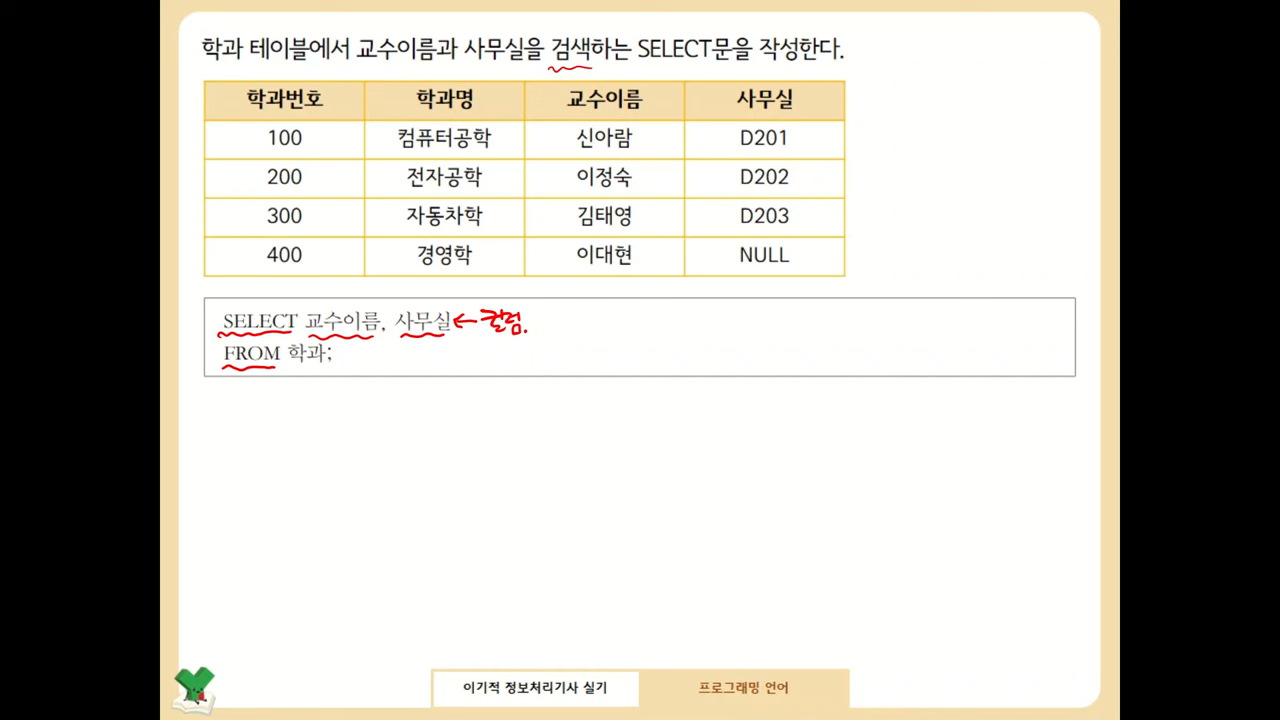 학과 테이블에서 교수이름과 사무실을 검색하는 SELECT문을 작성한다.
학과번호 학과명 교수이름 사무실
100 컴퓨터공학 신아람 D201
200 전자공학 이정숙 D202
300 자동차학 김태영 D203
400 경영학 이대현 NULL
SELECT 교수이름, 사무실 ← 칼럼.
FROM 학과;
이기적 정보처리기사 실기 프로그래밍 언어